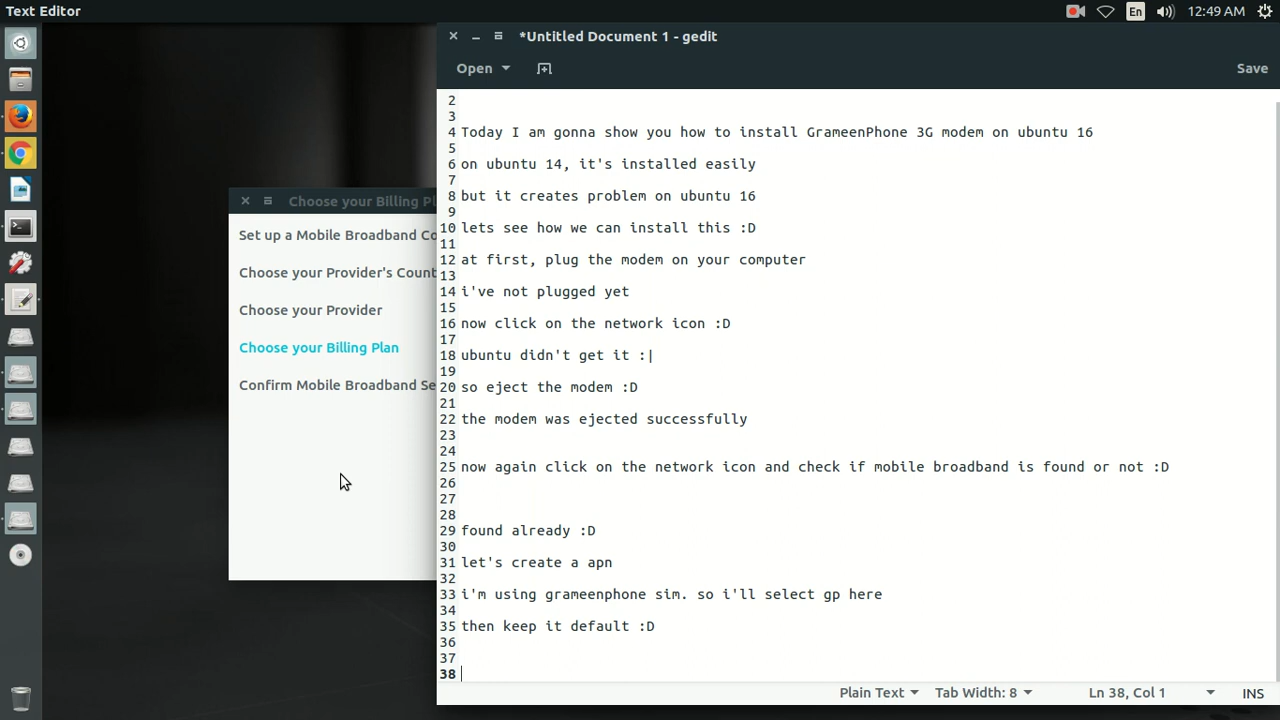 Text Editor
En
12:49 AM
*Untitled Document 1 - gedit
Open
Save
2
3
4 Today I am gonna show you how to install GrameenPhone 3G modem on ubuntu 16
5
6 on ubuntu 14, it's installed easily
7
8 but it creates problem on ubuntu 16
9
10 lets see how we can install this :D
11
12 at first, plug the modem on your computer
13
14 i've not plugged yet
15
16 now click on the network icon :D
17
18 ubuntu didn't get it :|
19
20 so eject the modem :D
21
22 the modem was ejected successfully
23
24
25 now again click on the network icon and check if mobile broadband is found or not :D
26
27
28
29 found already :D
30
31 let's create a apn
32
33 i'm using grameenphone sim. so i'll select gp here
34
35 then keep it default :D
36
37
38
Choose your Billing Pl
Set up a Mobile Broadband Co
Choose your Provider's Count
Choose your Provider
Choose your Billing Plan
Confirm Mobile Broadband Se
Plain Text
Tab Width: 8
Ln 38, Col 1
INS